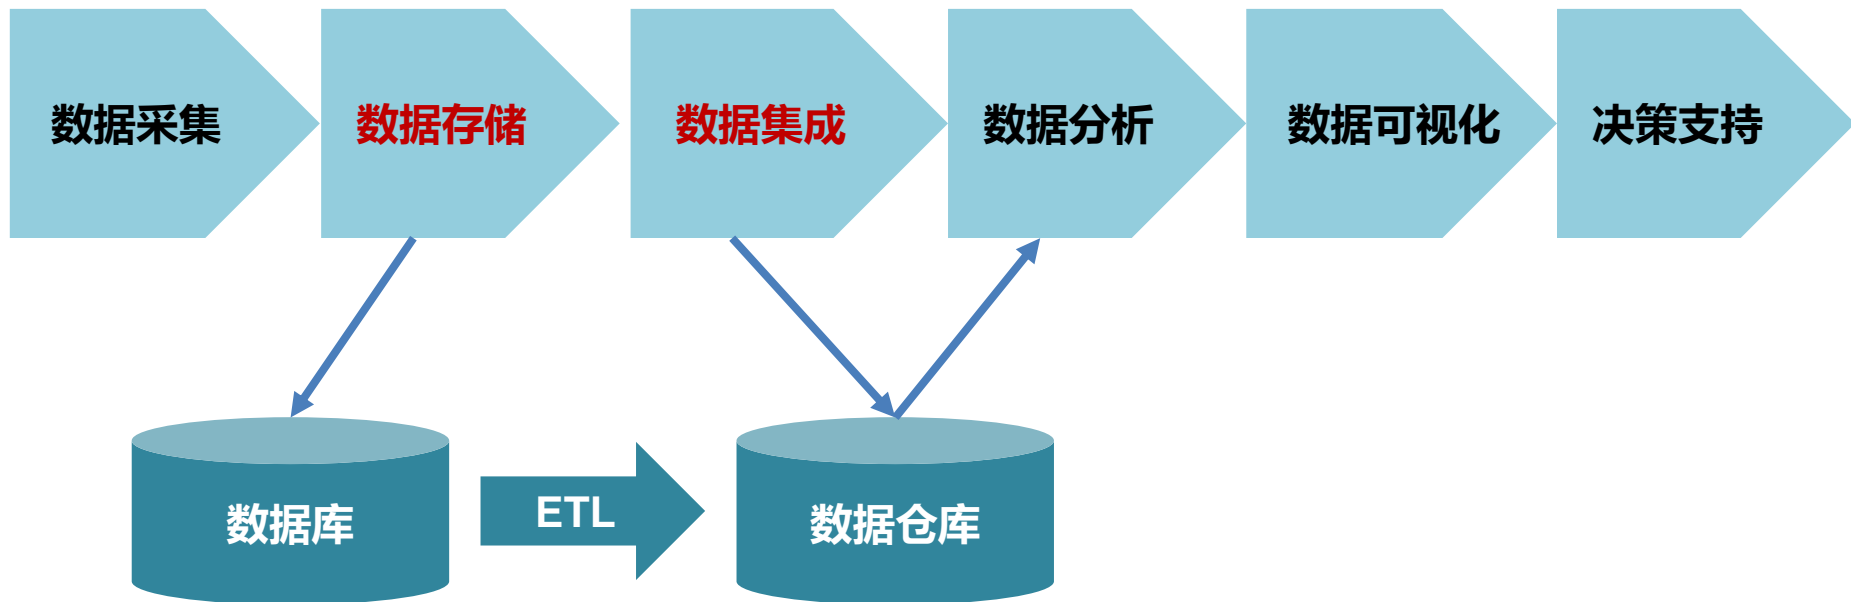 数据采集
数据存储
数据集成
数据分析
数据可视化
决策支持
数据库
ETL
数据仓库